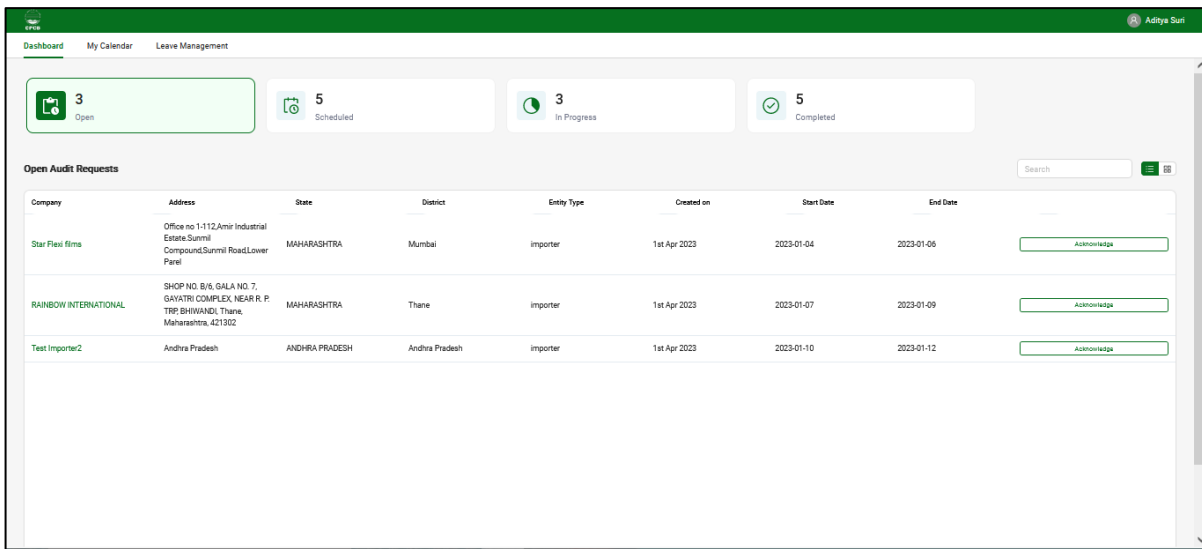 CPCB
Aditya Suri
Dashboard My Calendar Leave Management
3
Open
5
Scheduled
3
In Progress
5
Completed
Open Audit Requests
Search
Company Address State District Entity Type Created on Start Date End Date
Star Flexi films
Office no 1-112,Amir Industrial
Estate.Sunmil
Compound,Sunmil Road,Lower
Parel
MAHARASHTRA Mumbai importer 1st Apr 2023 2023-01-04 2023-01-06 Acknowledge
RAINBOW INTERNATIONAL
SHOP NO. B/6, GALA NO. 7,
GAYATRI COMPLEX, NEAR R. P.
TRP, BHIWANDI, Thane,
Maharashtra, 421302
MAHARASHTRA Thane importer 1st Apr 2023 2023-01-07 2023-01-09 Acknowledge
Test Importer2 Andhra Pradesh ANDHRA PRADESH Andhra Pradesh importer 1st Apr 2023 2023-01-10 2023-01-12 Acknowledge